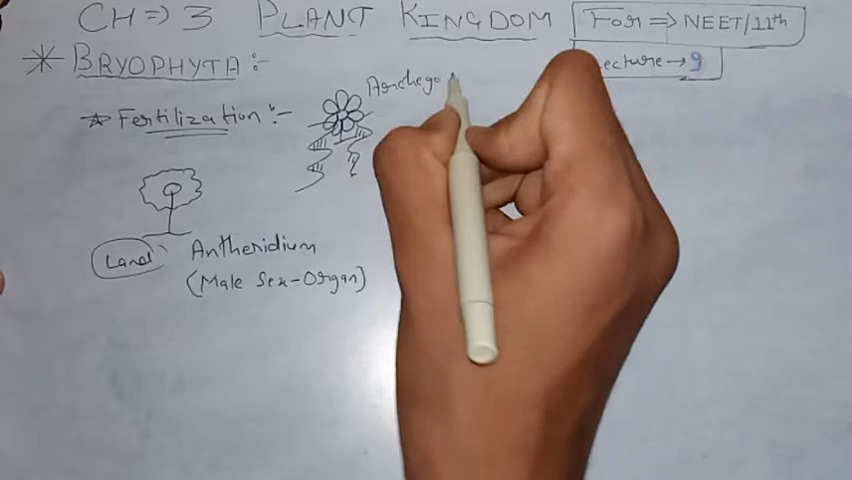 CH ⇒ 3 PLANT KINGDOM
For ⇒ NEET/11th
* BRYOPHYTA :-
ecture → 9
* Fertilization :-
Archego
Land
Antheridium
(Male Sex-Organ)